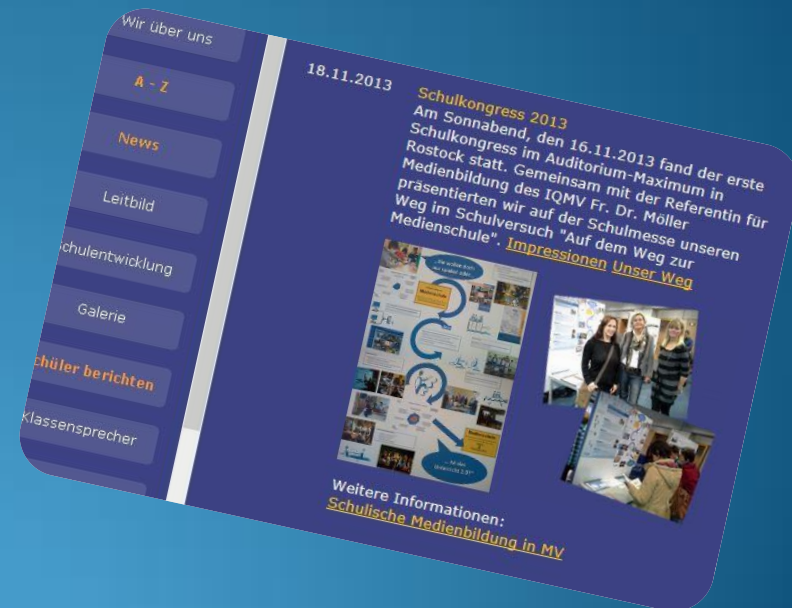 Wir über uns
A - Z
News
Leitbild
chulentwicklung
Galerie
chüler berichten
Klassensprecher
18.11.2013
Schulkongress 2013
Am Sonnabend, den 16.11.2013 fand der erste
Schulkongress im Auditorium-Maximum in
Rostock statt. Gemeinsam mit der Referentin für
Medienbildung des IQMV Fr. Dr. Möller
präsentierten wir auf der Schulmesse unseren
Weg im Schulversuch "Auf dem Weg zur
Medienschule". Impressionen Unser Weg
Medienschule
Weitere Informationen:
Schulische Medienbildung in MV